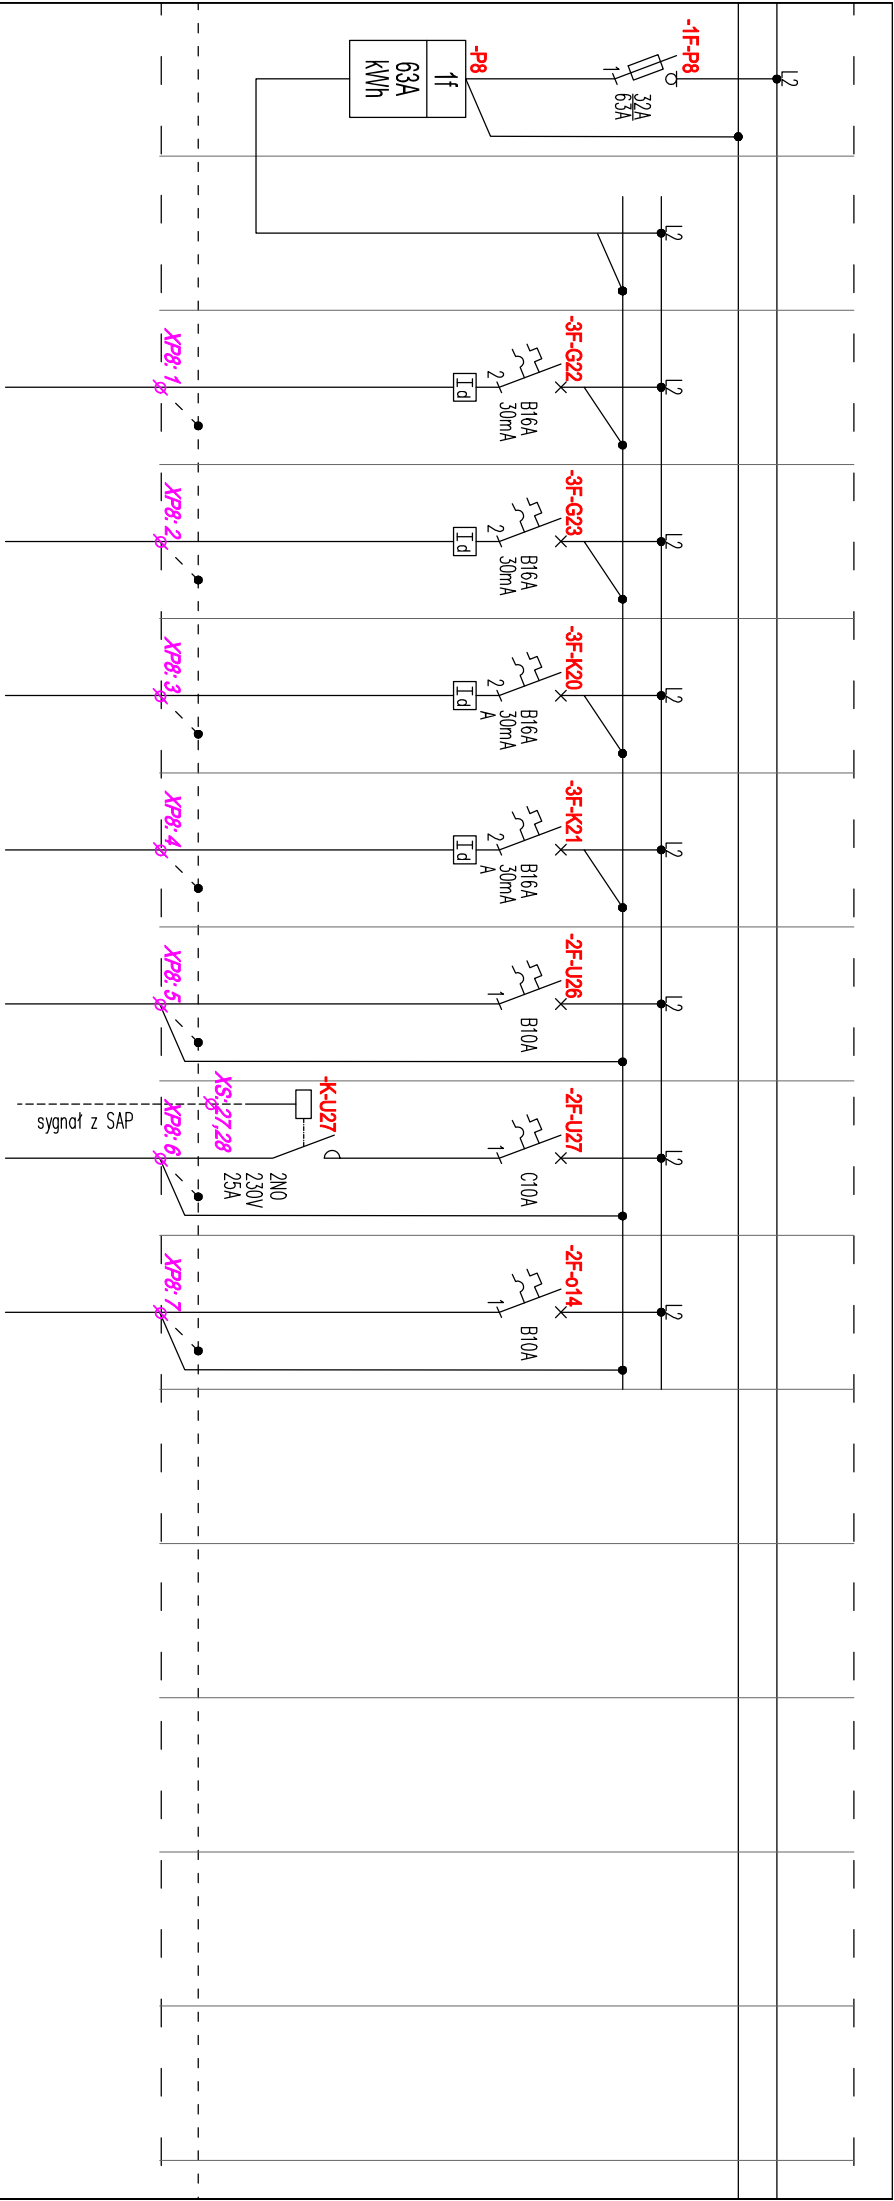 -1F-P8
L2
1
32A
63A
-P8
1f
63A
kWh
L2
-3F-G22
L2
2
B16A
30mA
Id
XP8:1
-3F-G23
L2
2
B16A
30mA
Id
XP8:2
-3F-K20
L2
2
B16A
30mA
A
Id
XP8:3
-3F-K21
L2
2
B16A
30mA
A
Id
XP8:4
-2F-U26
L2
1
B10A
XP8:5
-2F-U27
L2
1
C10A
-K-U27
2NO
230V
25A
XS:27,28
XP8:6
sygnał z SAP
-2F-o14
L2
1
B10A
XP8:7